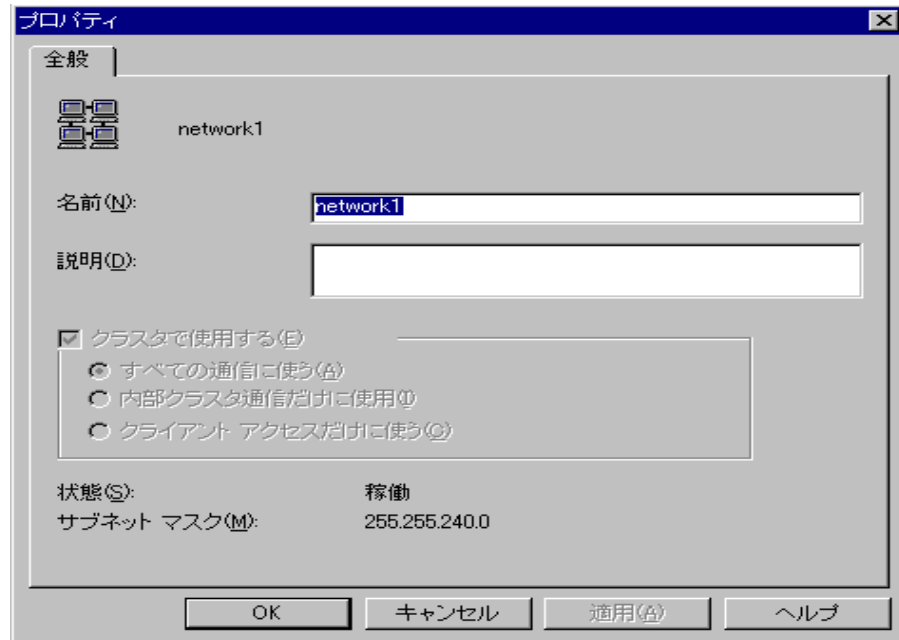 プロパティ
全般
network1
名前(N): network1
説明(D):
クラスタで使用する(E)
すべての通信に使う(A)
内部クラスタ通信だけに使用(I)
クライアント アクセスだけに使う(C)
状態(S): 稼働
サブネット マスク(M): 255.255.240.0
OK キャンセル 適用(A) ヘルプ